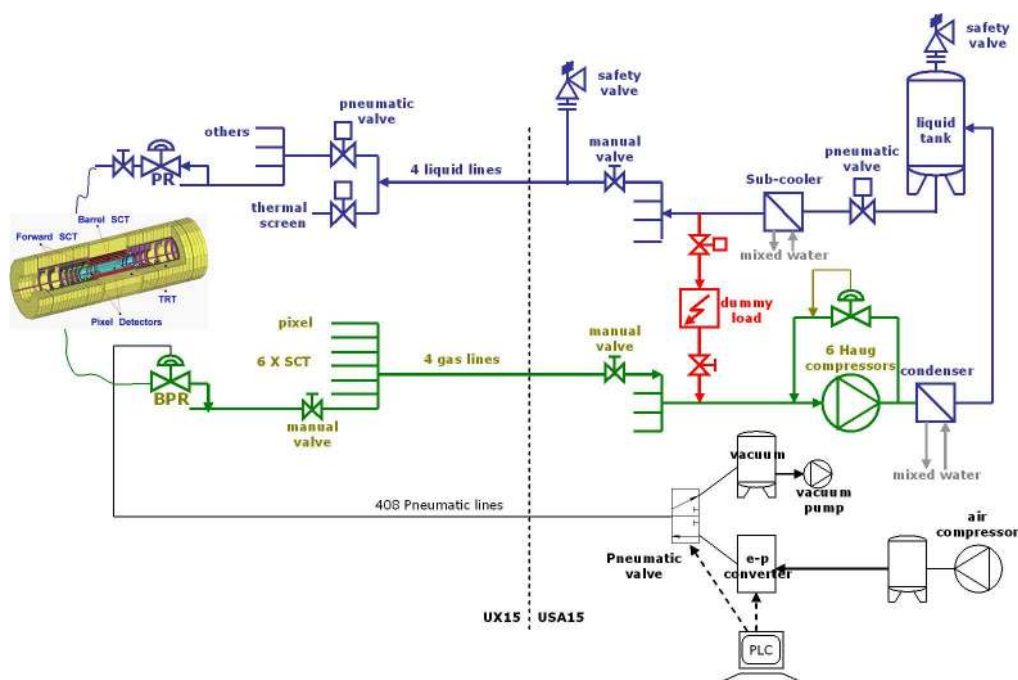 safety
valve
safety
valve
pneumatic
valve
others
manual
valve
pneumatic
valve
liquid
tank
PR
4 liquid lines
Sub-cooler
thermal
screen
mixed water
Barrel SCT
Forward SCT
TRT
Pixel Detectors
dummy
load
pixel
6 X SCT
4 gas lines
manual
valve
6 Haug
compressors
condenser
BPR
manual
valve
mixed water
vacuum
vacuum
pump
408 Pneumatic lines
air
compressor
Pneumatic
valve
e-p
converter
UX15
USA15
PLC